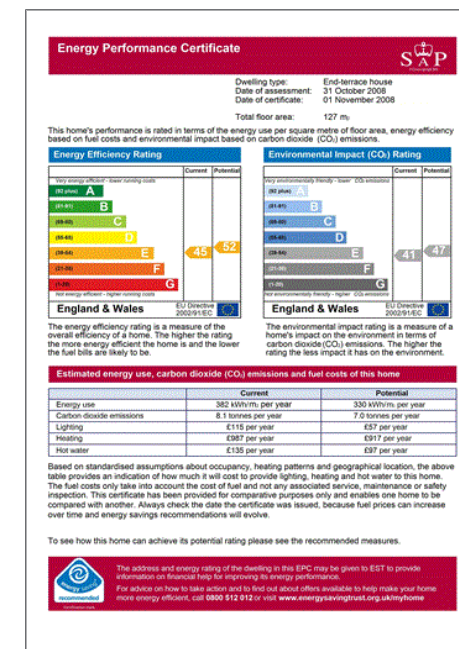 Energy Performance Certificate
SAP
Dwelling type: End-terrace house
Date of assessment: 31 October 2008
Date of certificate: 01 November 2008
Total floor area: 127 m²
This home's performance is rated in terms of the energy use per square metre of floor area, energy efficiency
based on fuel costs and environmental impact based on carbon dioxide (CO₂) emissions.
Energy Efficiency Rating
Current Potential
Very energy efficient - lower running costs
(92 plus) A
(81-91) B
(69-80) C
(55-68) D
(39-54) E
(21-38) F
(1-20) G
45
52
Not energy efficient - higher running costs
England & Wales
EU Directive
2002/91/EC
Environmental Impact (CO₂) Rating
Current Potential
Very environmentally friendly - lower CO₂ emissions
(92 plus) A
(81-91) B
(69-80) C
(55-68) D
(39-54) E
(21-38) F
(1-20) G
41
47
Not environmentally friendly - higher CO₂ emissions
England & Wales
EU Directive
2002/91/EC
The energy efficiency rating is a measure of the
overall efficiency of a home. The higher the rating
the more energy efficient the home is and the lower
the fuel bills are likely to be.
The environmental impact rating is a measure of a
home's impact on the environment in terms of
carbon dioxide (CO₂) emissions. The higher the
rating the less impact it has on the environment.
Estimated energy use, carbon dioxide (CO₂) emissions and fuel costs of this home
Current Potential
Energy use 382 kWh/m² per year 330 kWh/m² per year
Carbon dioxide emissions 8.1 tonnes per year 7.0 tonnes per year
Lighting £115 per year £57 per year
Heating £987 per year £917 per year
Hot water £135 per year £97 per year
Based on standardised assumptions about occupancy, heating patterns and geographical location, the above
table provides an indication of how much it will cost to provide lighting, heating and hot water to this home.
The fuel costs only take into account the cost of fuel and not any associated service, maintenance or safety
inspection. This certificate has been provided for comparative purposes only and enables one home to be
compared with another. Always check the date the certificate was issued, because fuel prices can increase
over time and energy savings recommendations will evolve.
To see how this home can achieve its potential rating please see the recommended measures.
energy saving
recommended
Certification mark
The address and energy rating of the dwelling in this EPC may be given to EST to provide
information on financial help for improving its energy performance.
For advice on how to take action and to find out about offers available to help make your home
more energy efficient, call 0800 512 012 or visit www.energysavingtrust.org.uk/myhome